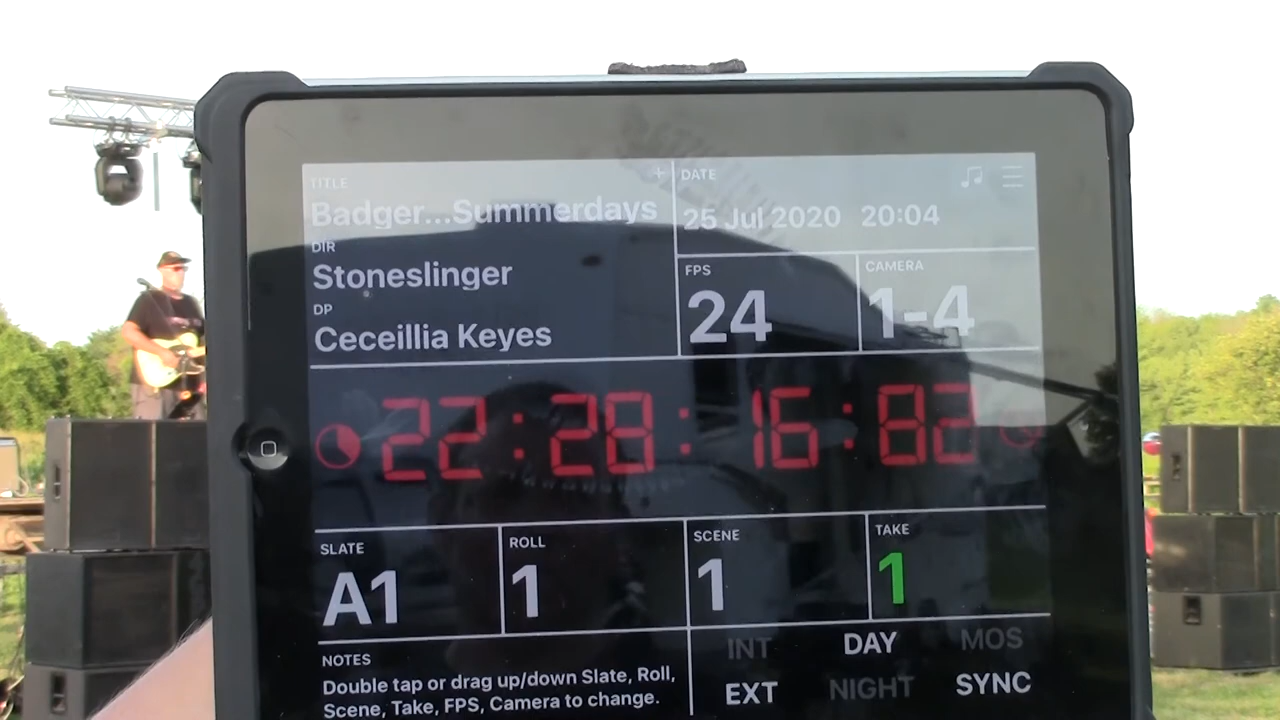 TITLE
Badger...Summerdays
+
DIR
Stoneslinger
DP
Ceceillia Keyes
DATE
25 Jul 2020 20:04
FPS
24
CAMERA
1-4
22:28:16:82
SLATE
A1
ROLL
1
SCENE
1
TAKE
1
NOTES
Double tap or drag up/down Slate, Roll,
Scene, Take, FPS, Camera to change.
INT DAY MOS
EXT NIGHT SYNC